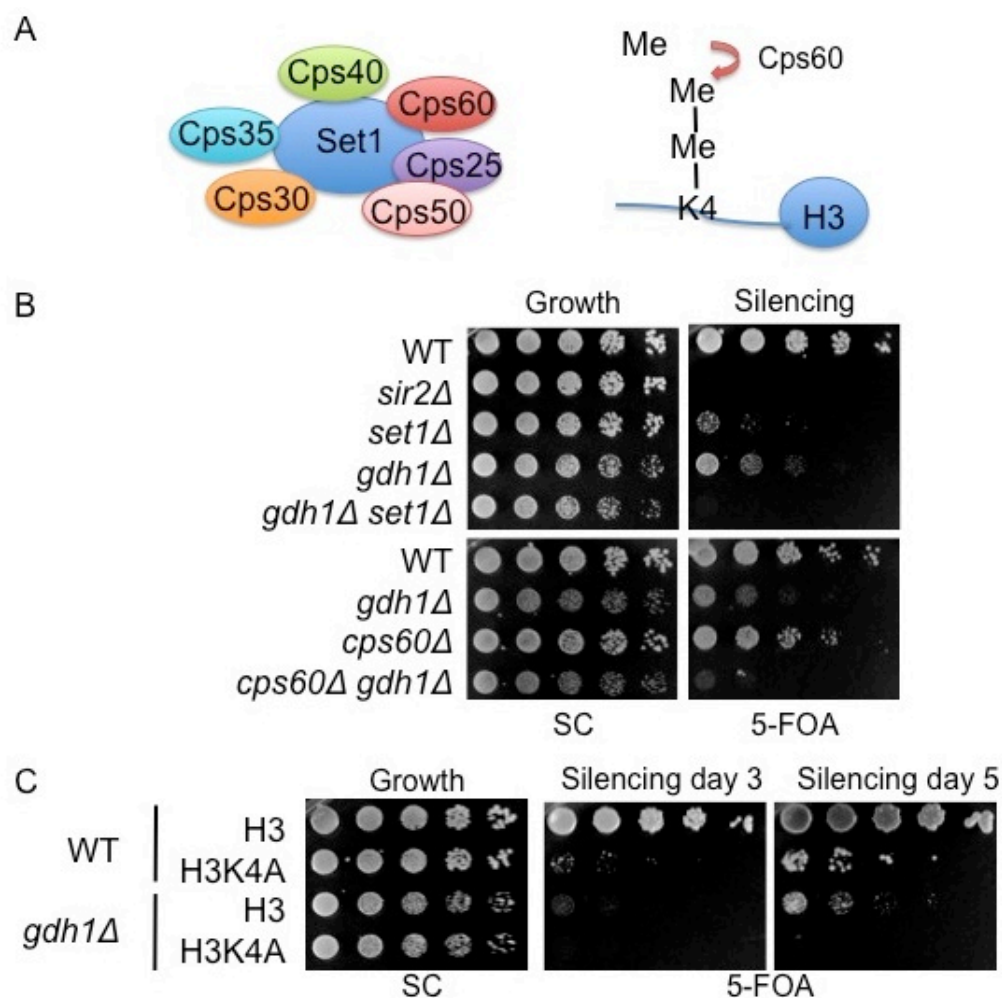 A
Cps40
Cps60
Cps35
Set1
Cps25
Cps30
Cps50
Me
Cps60
Me
Me
K4
H3
B
Growth Silencing
WT
sir2Δ
set1Δ
gdh1Δ
gdh1Δ set1Δ
WT
gdh1Δ
cps60Δ
cps60Δ gdh1Δ
SC 5-FOA
C
Growth Silencing day 3 Silencing day 5
WT
H3
H3K4A
gdh1Δ
H3
H3K4A
SC 5-FOA